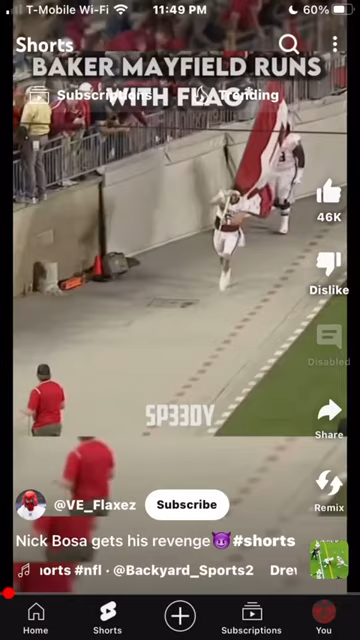 T-Mobile Wi-Fi
11:49 PM
60%
Shorts
BAKER MAYFIELD RUNS
WITH FLAG
Subscriptions
Trending
46K
Dislike
Disabled
SP33DY
Share
@VE_Flaxez
Subscribe
Remix
Nick Bosa gets his revenge😈#shorts
orts #nfl · @Backyard_Sports2 Drev
Home
Shorts
Subscriptions
You